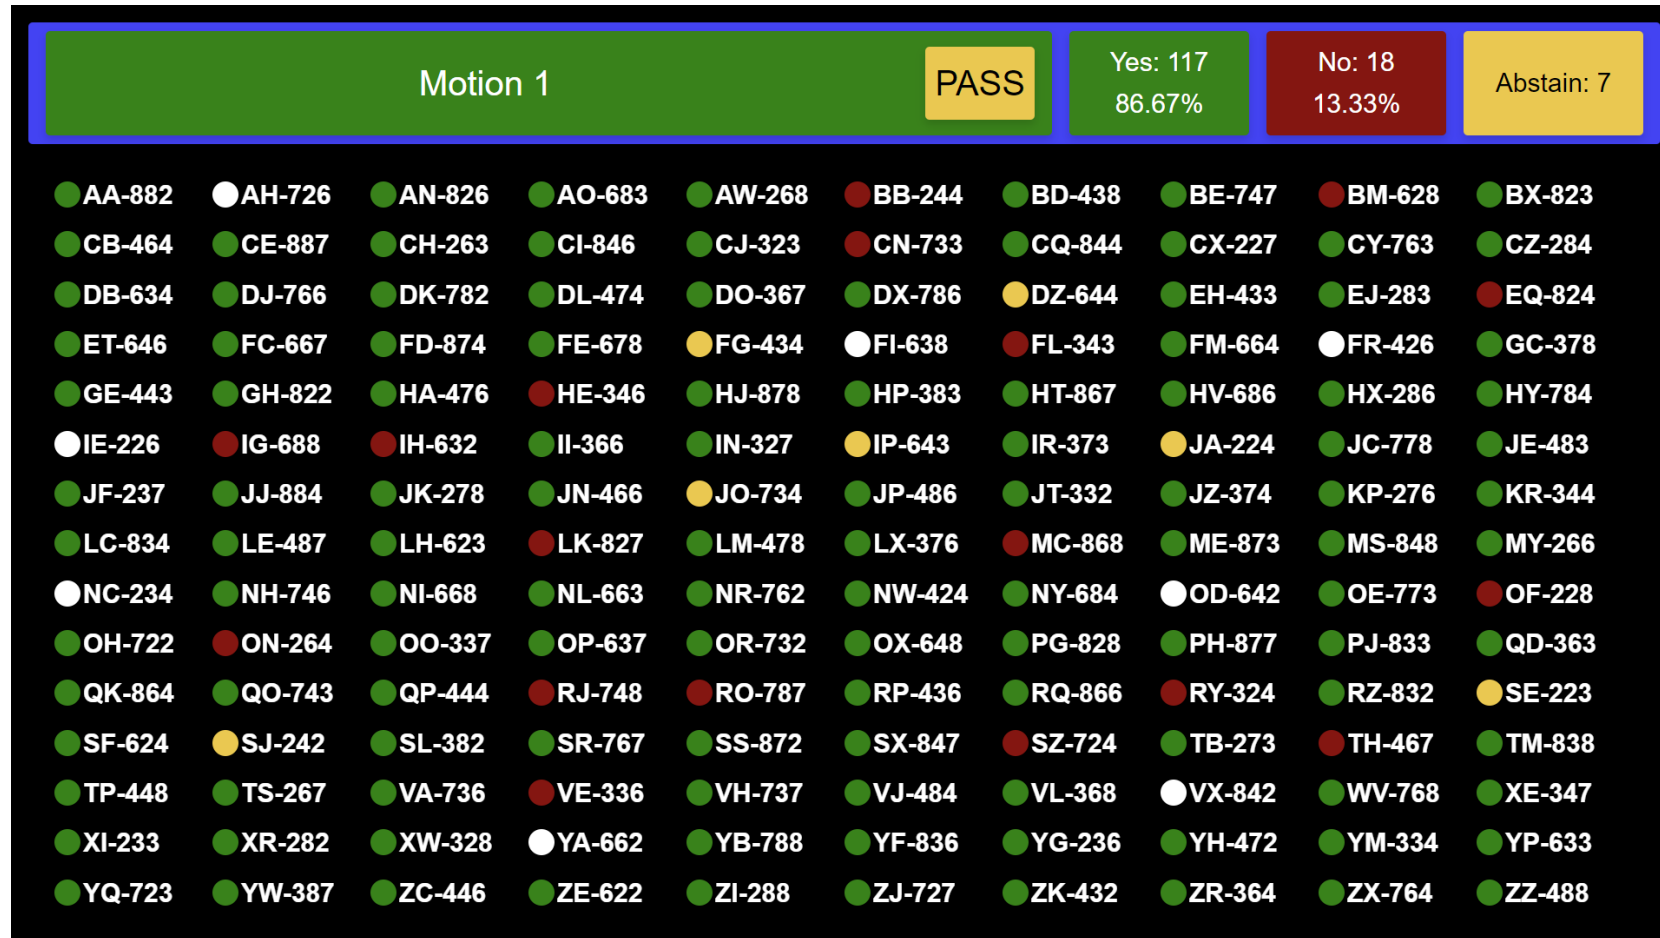 Motion 1 PASS
Yes: 117
86.67%
No: 18
13.33%
Abstain: 7
AA-882 AH-726 AN-826 AO-683 AW-268 BB-244 BD-438 BE-747 BM-628 BX-823
CB-464 CE-887 CH-263 CI-846 CJ-323 CN-733 CQ-844 CX-227 CY-763 CZ-284
DB-634 DJ-766 DK-782 DL-474 DO-367 DX-786 DZ-644 EH-433 EJ-283 EQ-824
ET-646 FC-667 FD-874 FE-678 FG-434 FI-638 FL-343 FM-664 FR-426 GC-378
GE-443 GH-822 HA-476 HE-346 HJ-878 HP-383 HT-867 HV-686 HX-286 HY-784
IE-226 IG-688 IH-632 II-366 IN-327 IP-643 IR-373 JA-224 JC-778 JE-483
JF-237 JJ-884 JK-278 JN-466 JO-734 JP-486 JT-332 JZ-374 KP-276 KR-344
LC-834 LE-487 LH-623 LK-827 LM-478 LX-376 MC-868 ME-873 MS-848 MY-266
NC-234 NH-746 NI-668 NL-663 NR-762 NW-424 NY-684 OD-642 OE-773 OF-228
OH-722 ON-264 OO-337 OP-637 OR-732 OX-648 PG-828 PH-877 PJ-833 QD-363
QK-864 QO-743 QP-444 RJ-748 RO-787 RP-436 RQ-866 RY-324 RZ-832 SE-223
SF-624 SJ-242 SL-382 SR-767 SS-872 SX-847 SZ-724 TB-273 TH-467 TM-838
TP-448 TS-267 VA-736 VE-336 VH-737 VJ-484 VL-368 VX-842 WV-768 XE-347
XI-233 XR-282 XW-328 YA-662 YB-788 YF-836 YG-236 YH-472 YM-334 YP-633
YQ-723 YW-387 ZC-446 ZE-622 ZI-288 ZJ-727 ZK-432 ZR-364 ZX-764 ZZ-488